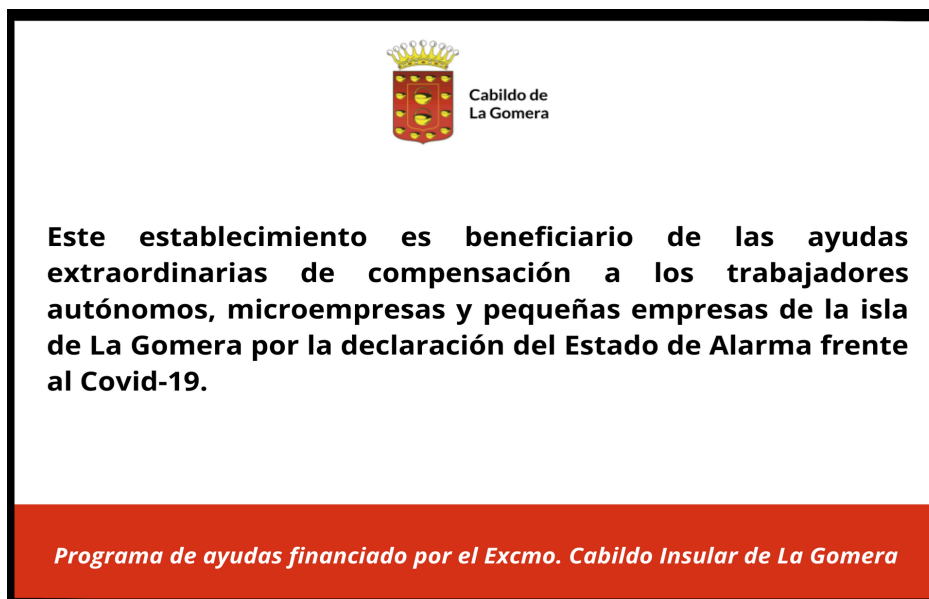 Cabildo de
La Gomera
Este establecimiento es beneficiario de las ayudas
extraordinarias de compensación a los trabajadores
autónomos, microempresas y pequeñas empresas de la isla
de La Gomera por la declaración del Estado de Alarma frente
al Covid-19.
Programa de ayudas financiado por el Excmo. Cabildo Insular de La Gomera